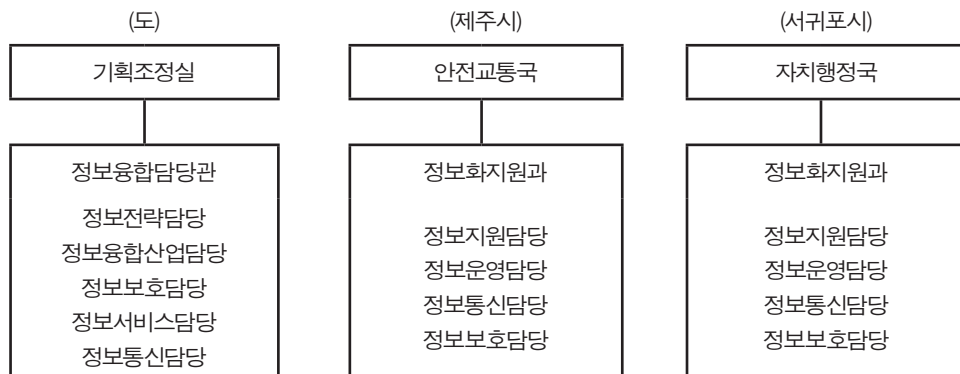 (도)
기획조정실
정보융합담당관
정보전략담당
정보융합산업담당
정보보호담당
정보서비스담당
정보통신담당
(제주시)
안전교통국
정보화지원과
정보지원담당
정보운영담당
정보통신담당
정보보호담당
(서귀포시)
자치행정국
정보화지원과
정보지원담당
정보운영담당
정보통신담당
정보보호담당